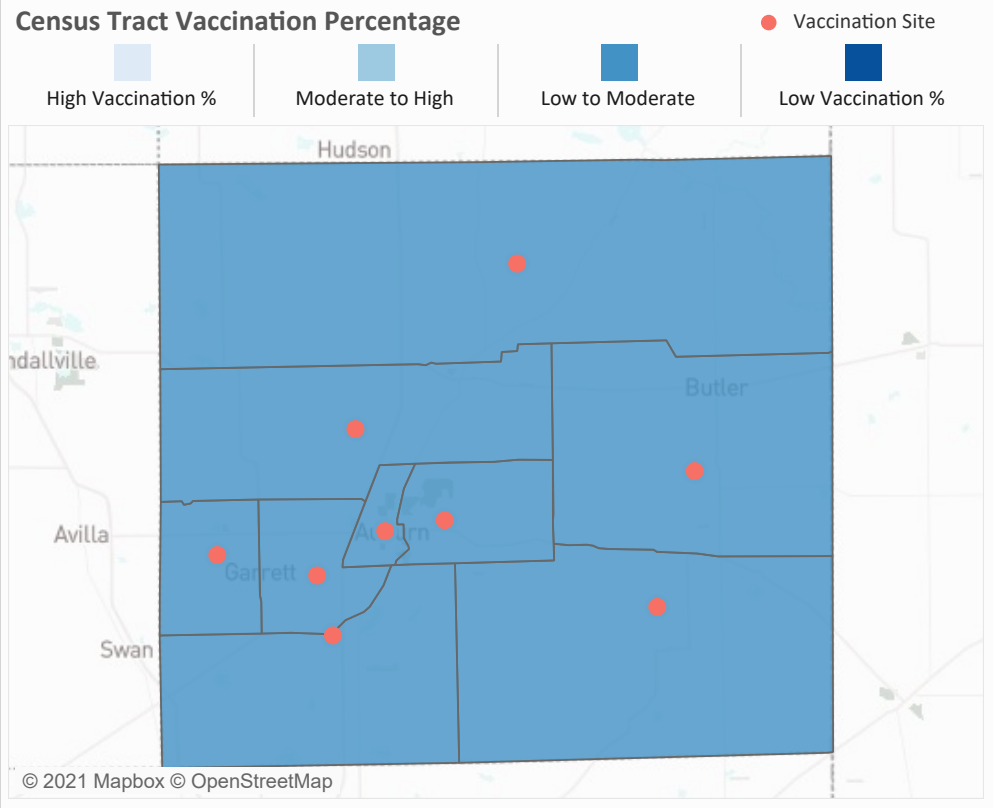 Census Tract Vaccination Percentage
Vaccination Site
High Vaccination %
Moderate to High
Low to Moderate
Low Vaccination %
Hudson
ndallville
Butler
Avilla
Auburn
Garrett
Swan
© 2021 Mapbox © OpenStreetMap